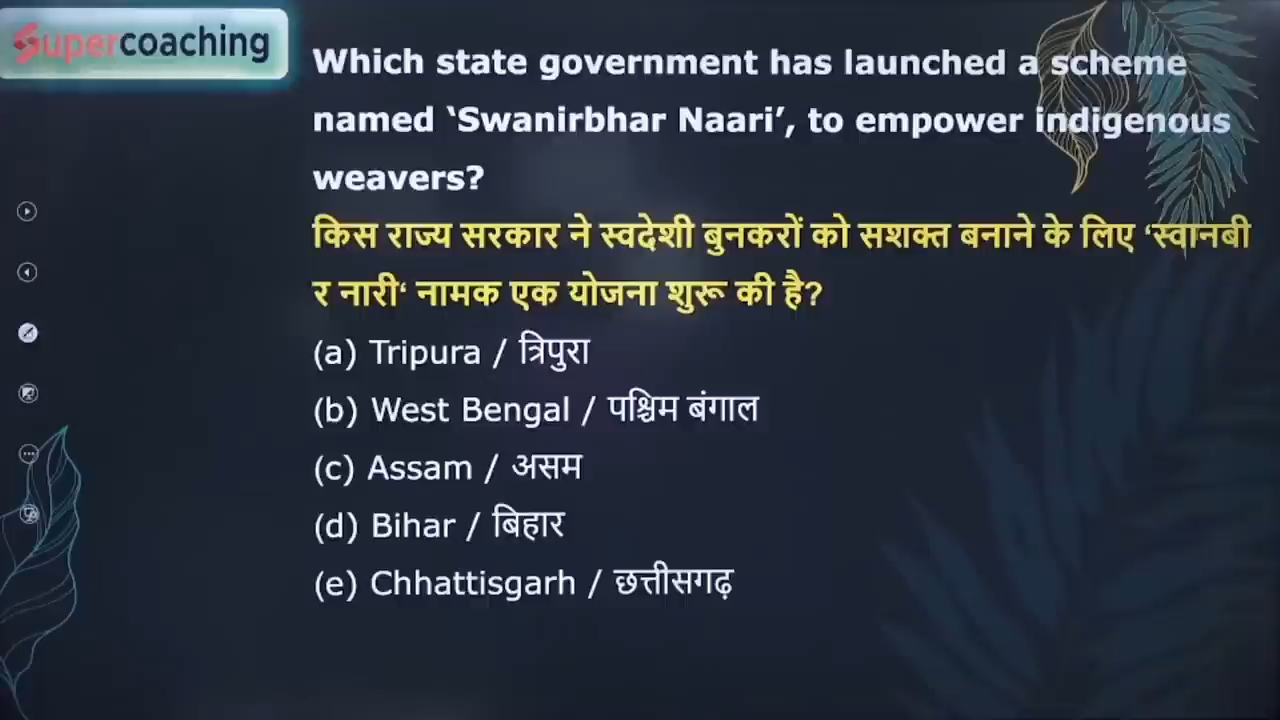 Supercoaching
Which state government has launched a scheme
named ‘Swanirbhar Naari’, to empower indigenous
weavers?
किस राज्य सरकार ने स्वदेशी बुनकरों को सशक्त बनाने के लिए ‘स्वानबी
र नारी‘ नामक एक योजना शुरू की है?
(a) Tripura / त्रिपुरा
(b) West Bengal / पश्चिम बंगाल
(c) Assam / असम
(d) Bihar / बिहार
(e) Chhattisgarh / छत्तीसगढ़